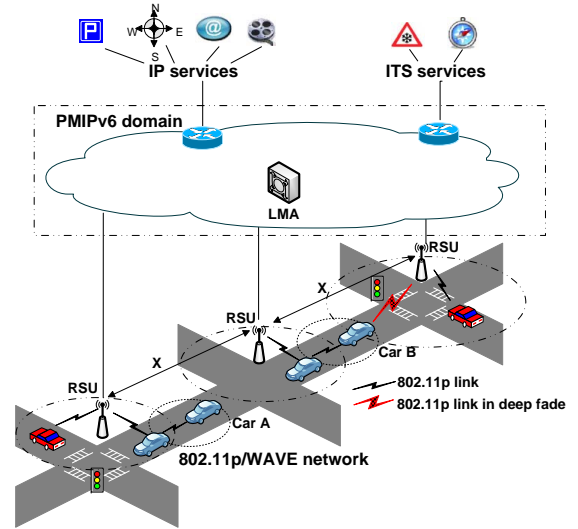 N
P
W
E
@
S
IP services
ITS services
PMIPv6 domain
LMA
RSU
X
RSU
Car B
X
802.11p link
RSU
802.11p link in deep fade
Car A
802.11p/WAVE network